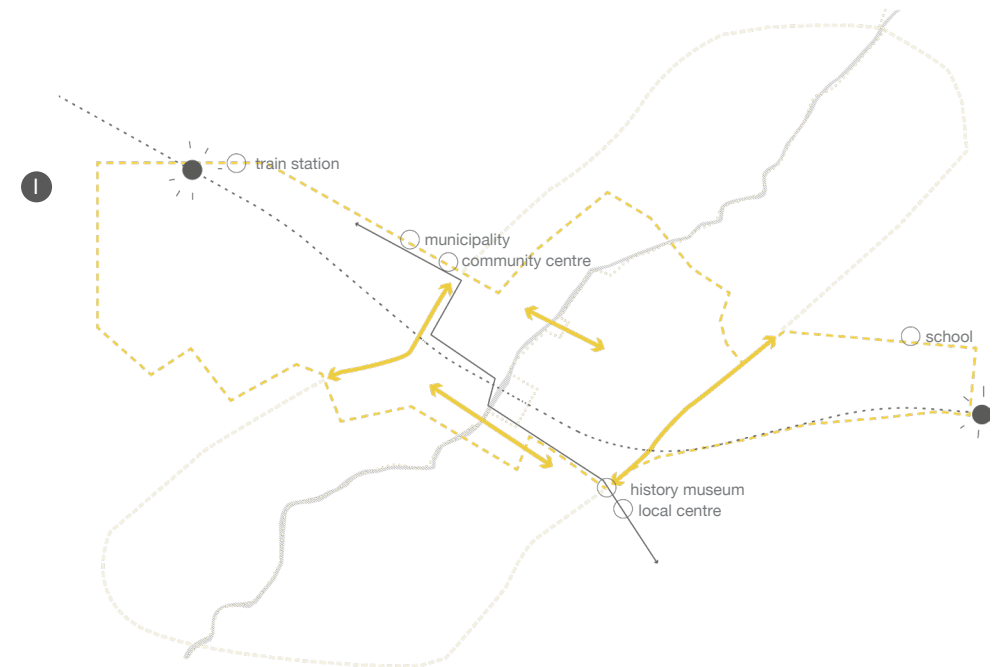 I
train station
municipality
community centre
school
history museum
local centre